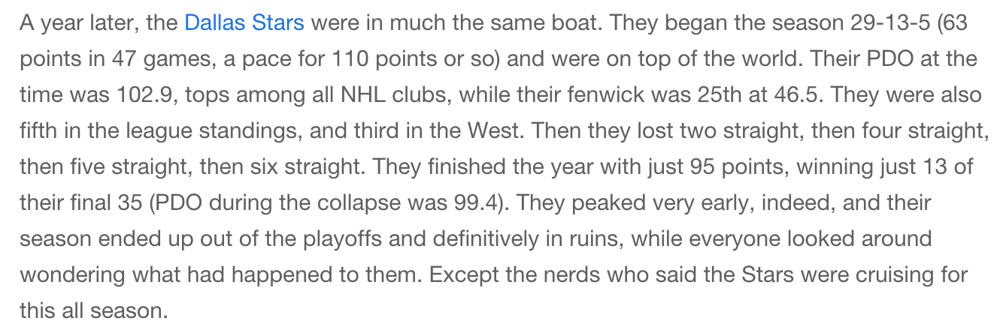 A year later, the Dallas Stars were in much the same boat. They began the season 29-13-5 (63
points in 47 games, a pace for 110 points or so) and were on top of the world. Their PDO at the
time was 102.9, tops among all NHL clubs, while their fenwick was 25th at 46.5. They were also
fifth in the league standings, and third in the West. Then they lost two straight, then four straight,
then five straight, then six straight. They finished the year with just 95 points, winning just 13 of
their final 35 (PDO during the collapse was 99.4). They peaked very early, indeed, and their
season ended up out of the playoffs and definitively in ruins, while everyone looked around
wondering what had happened to them. Except the nerds who said the Stars were cruising for
this all season.